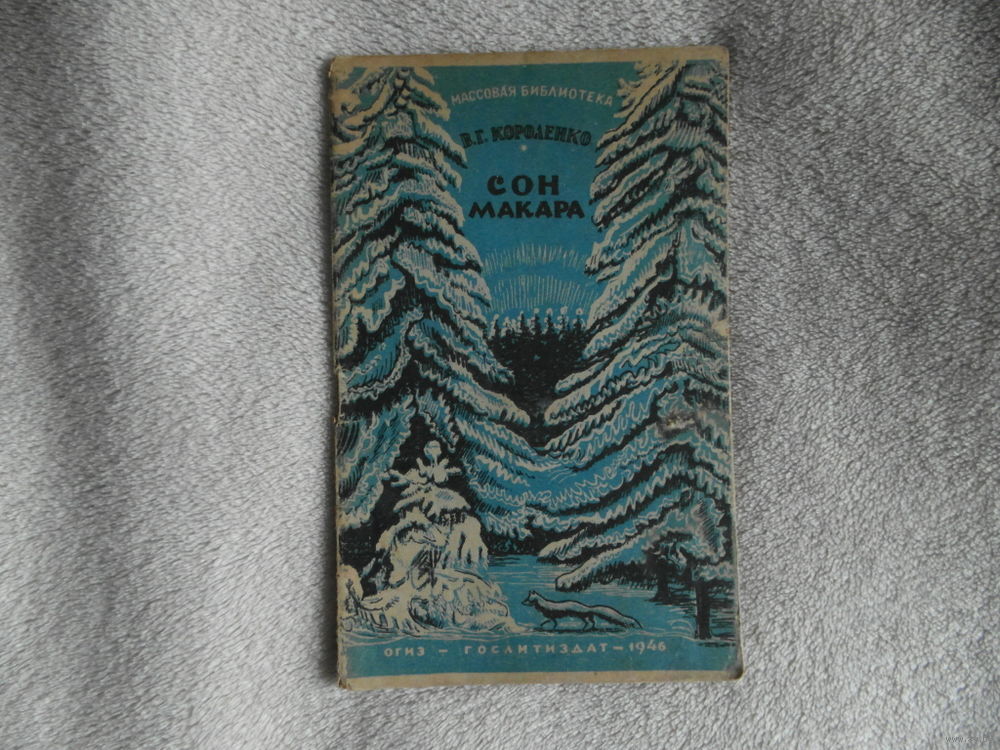 МАССОВАЯ БИБЛИОТЕКА
В.Г. КОРОЛЕНКО
СОН
МАКАРА
ОГИЗ — ГОСЛИТИЗДАТ — 1946